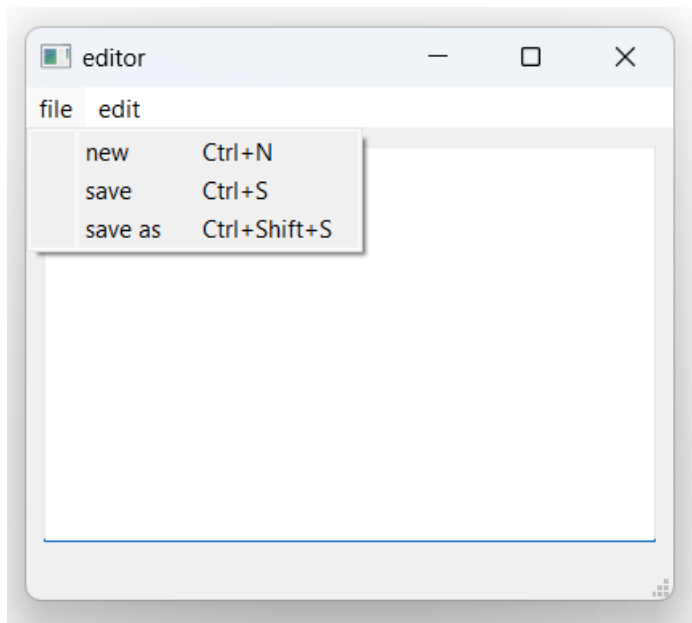 editor
file edit
new Ctrl+N
save Ctrl+S
save as Ctrl+Shift+S